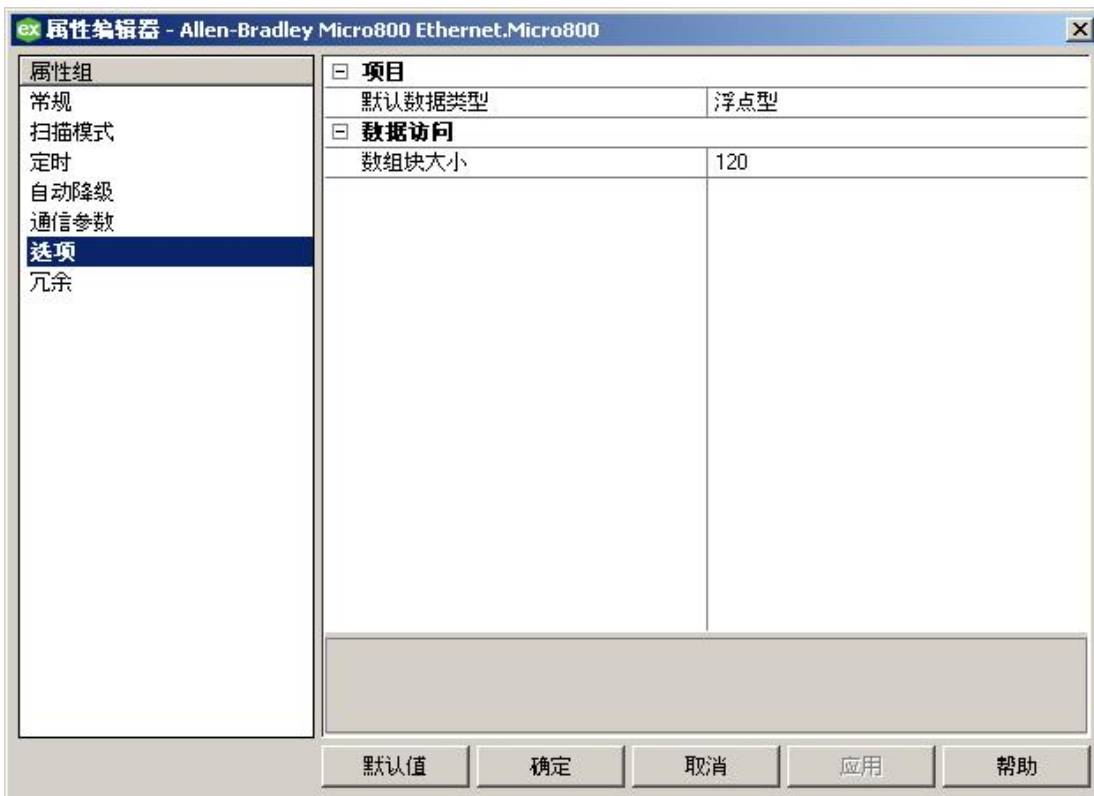 ex 属性编辑器 - Allen-Bradley Micro800 Ethernet.Micro800
属性组
常规
扫描模式
定时
自动降级
通信参数
选项
冗余
项目
默认数据类型 浮点型
数据访问
数组块大小 120
默认值 确定 取消 应用 帮助